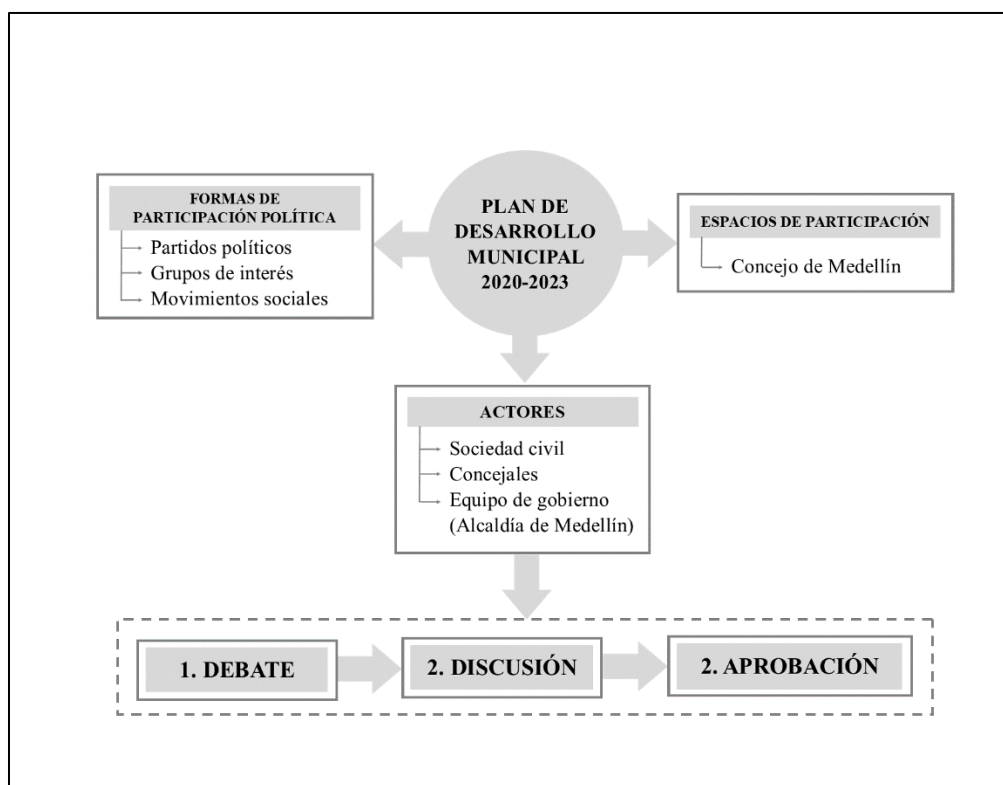 FORMAS DE
PARTICIPACIÓN POLÍTICA
Partidos políticos
Grupos de interés
Movimientos sociales
PLAN DE
DESARROLLO
MUNICIPAL
2020-2023
ESPACIOS DE PARTICIPACIÓN
Concejo de Medellín
ACTORES
Sociedad civil
Concejales
Equipo de gobierno
(Alcaldía de Medellín)
1. DEBATE
2. DISCUSIÓN
2. APROBACIÓN